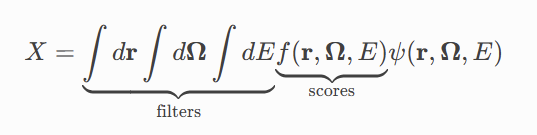 X = ∫ d𝐫 ∫ d𝛀 ∫ dE f(𝐫, 𝛀, E) ψ(𝐫, 𝛀, E)
filters scores